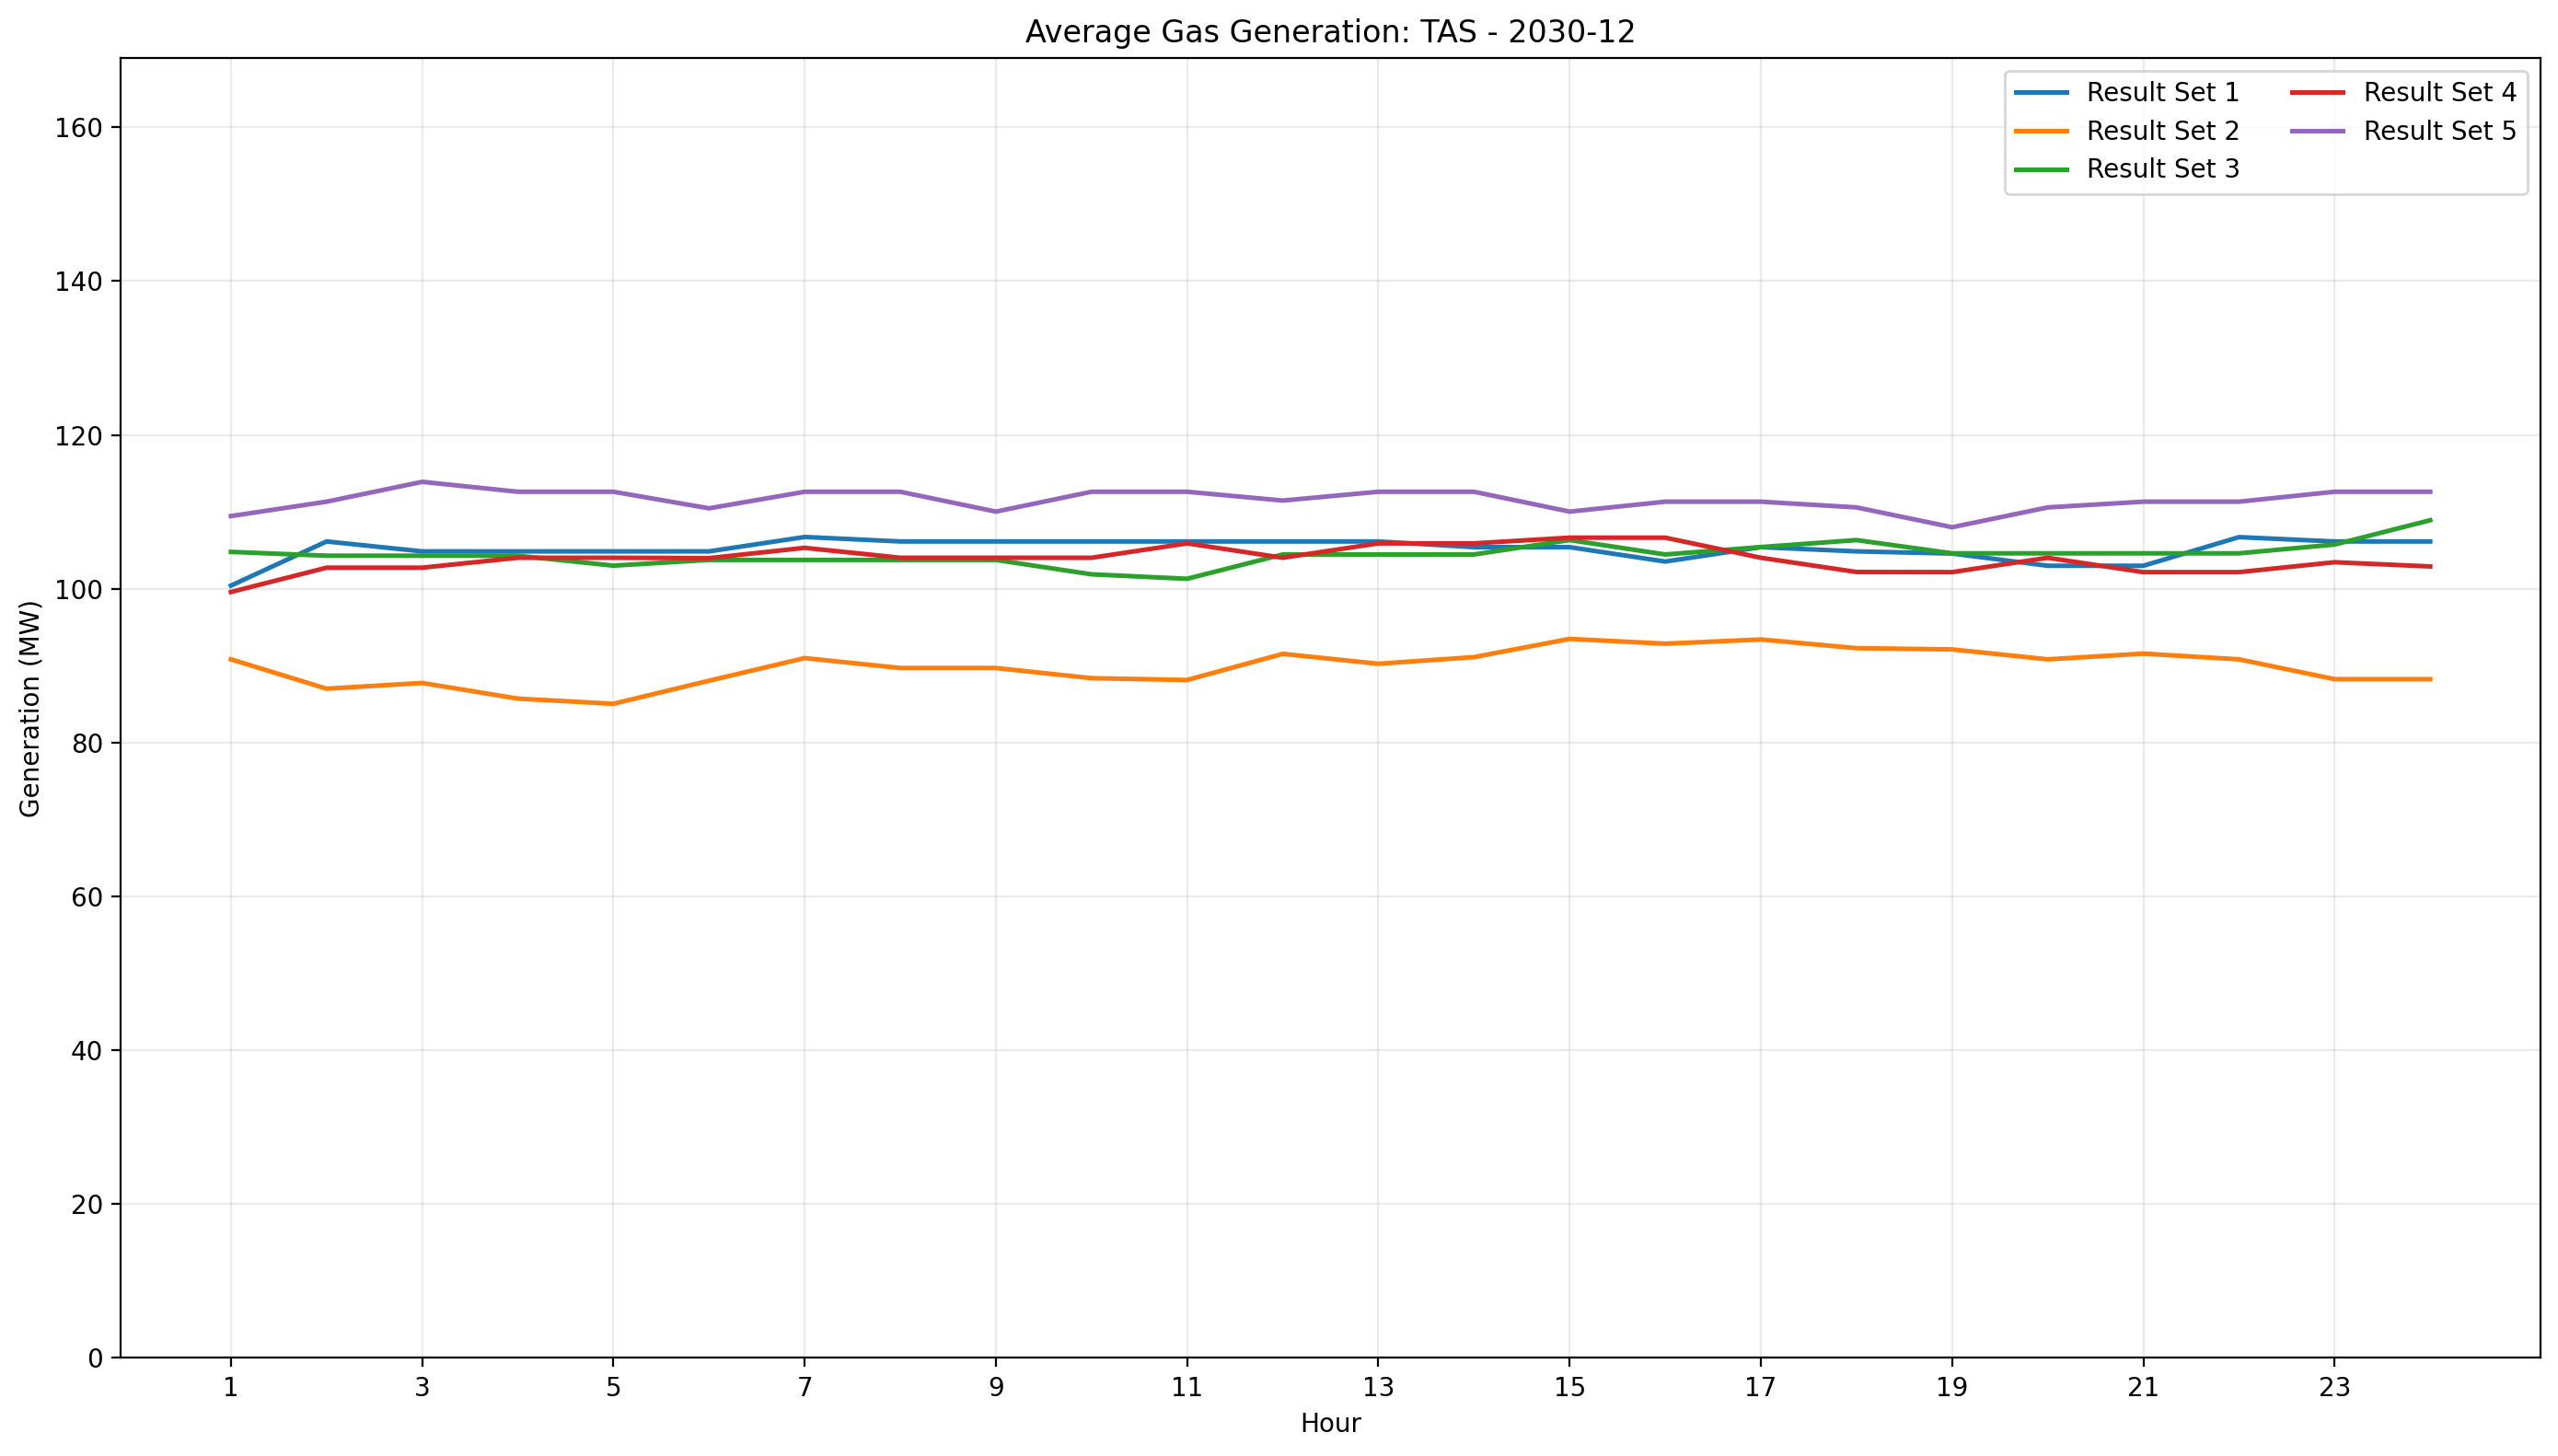 Average Gas Generation: TAS - 2030-12
Result Set 1
Result Set 2
Result Set 3
Result Set 4
Result Set 5
Generation (MW)
160
140
120
100
80
60
40
20
0
1 3 5 7 9 11 13 15 17 19 21 23
Hour